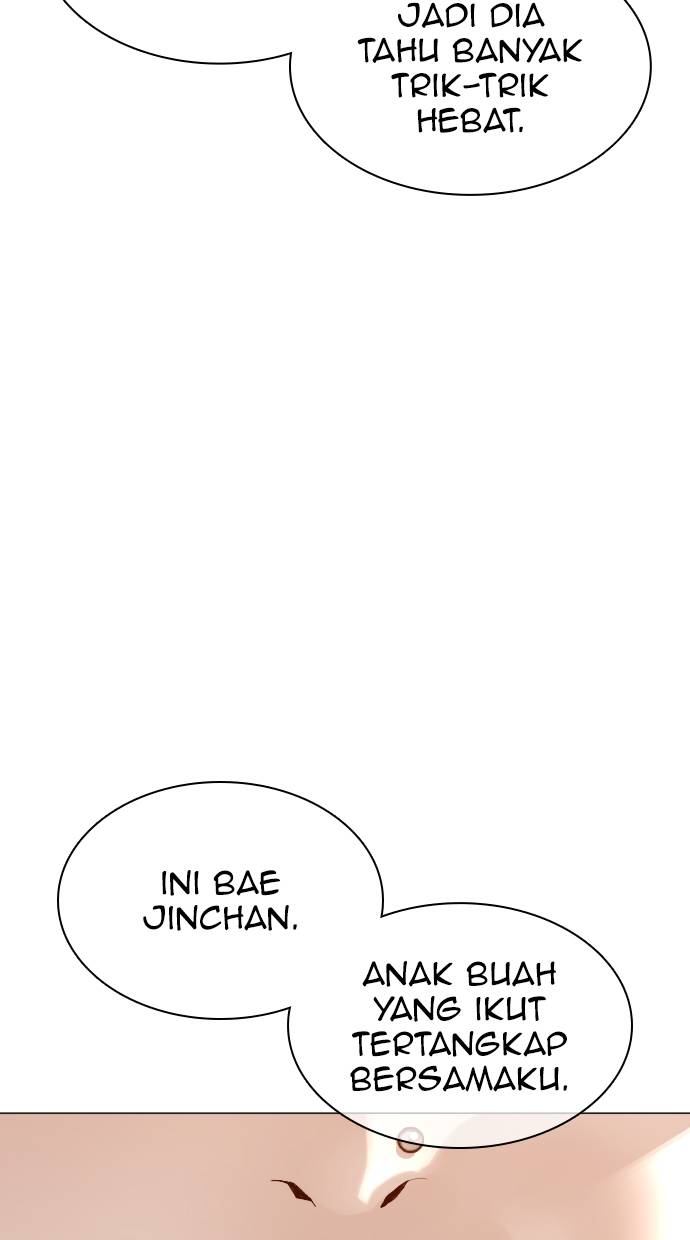 JADI DIA
TAHU BANYAK
TRIK-TRIK
HEBAT.
INI BAE
JINCHAN.
ANAK BUAH
YANG IKUT
TERTANGKAP
BERSAMAKU.